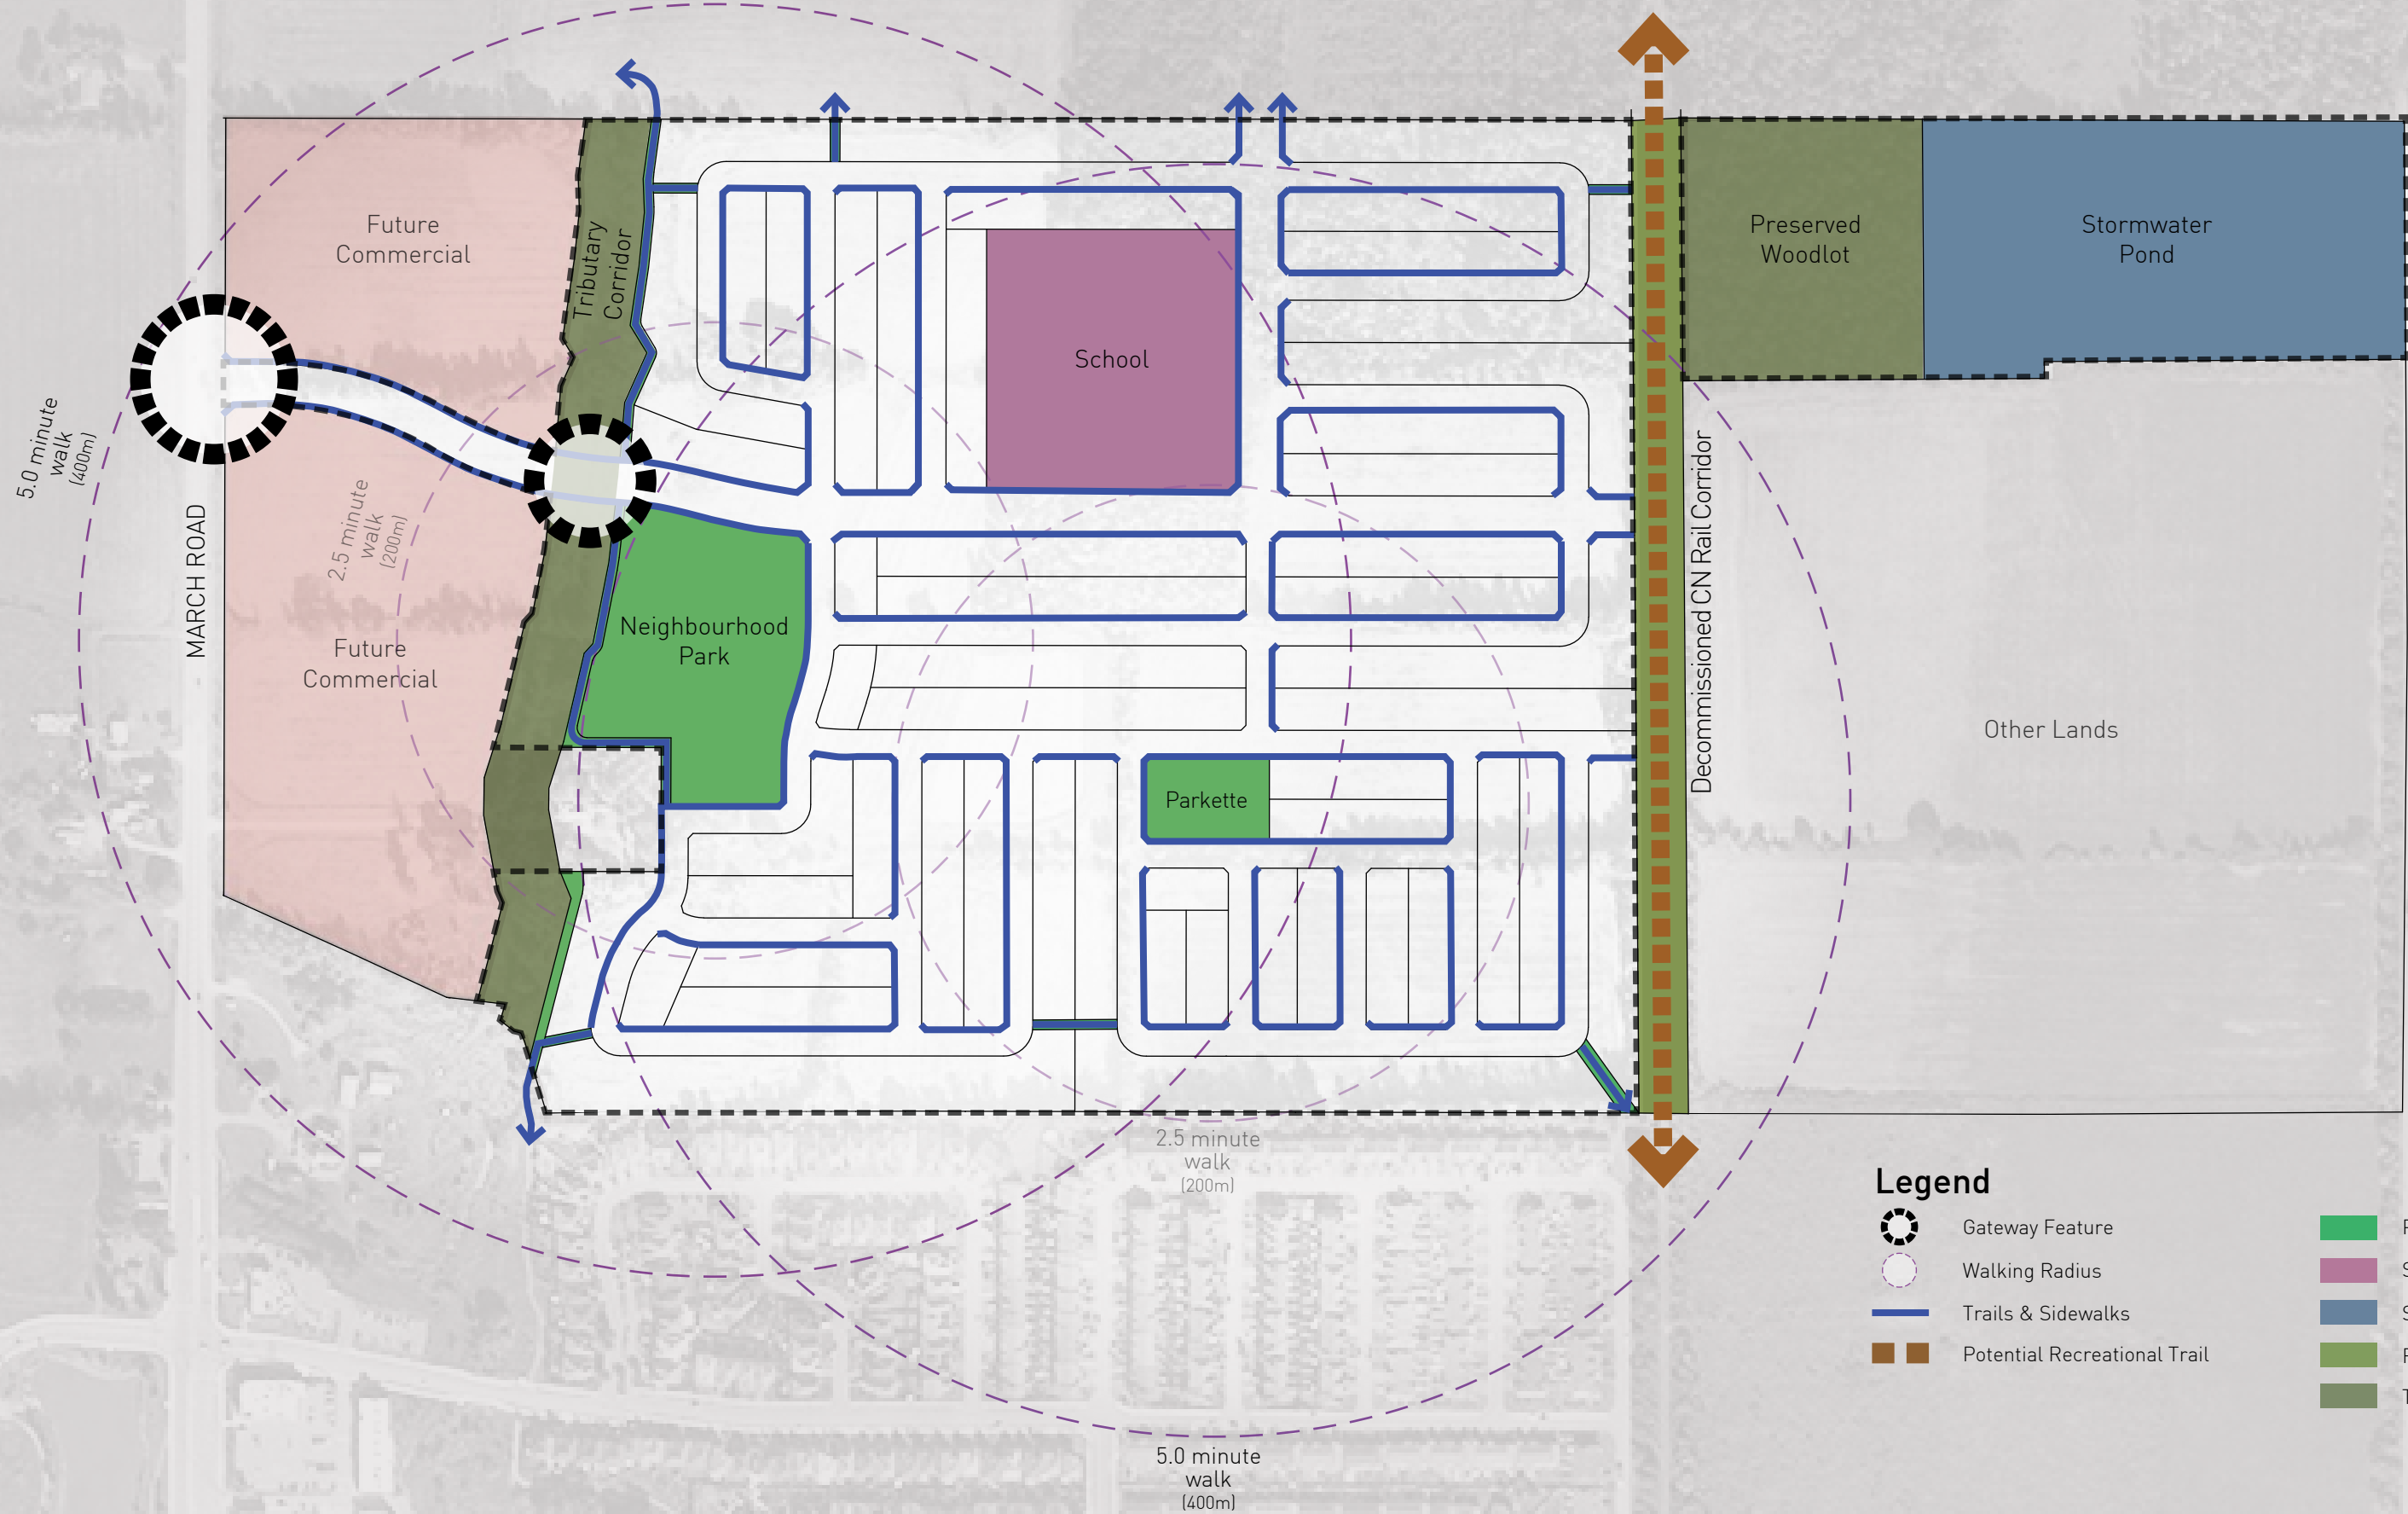 Future
Commercial
Tributary
Corridor
School
Preserved
Woodlot
Stormwater
Pond
5.0 minute
walk
(400m)
2.5 minute
walk
(200m)
MARCH ROAD
Future
Commercial
Neighbourhood
Park
Decommissioned CN Rail Corridor
Other Lands
Parkette
2.5 minute
walk
(200m)
5.0 minute
walk
(400m)
Legend
Gateway Feature
Walking Radius
Trails & Sidewalks
Potential Recreational Trail